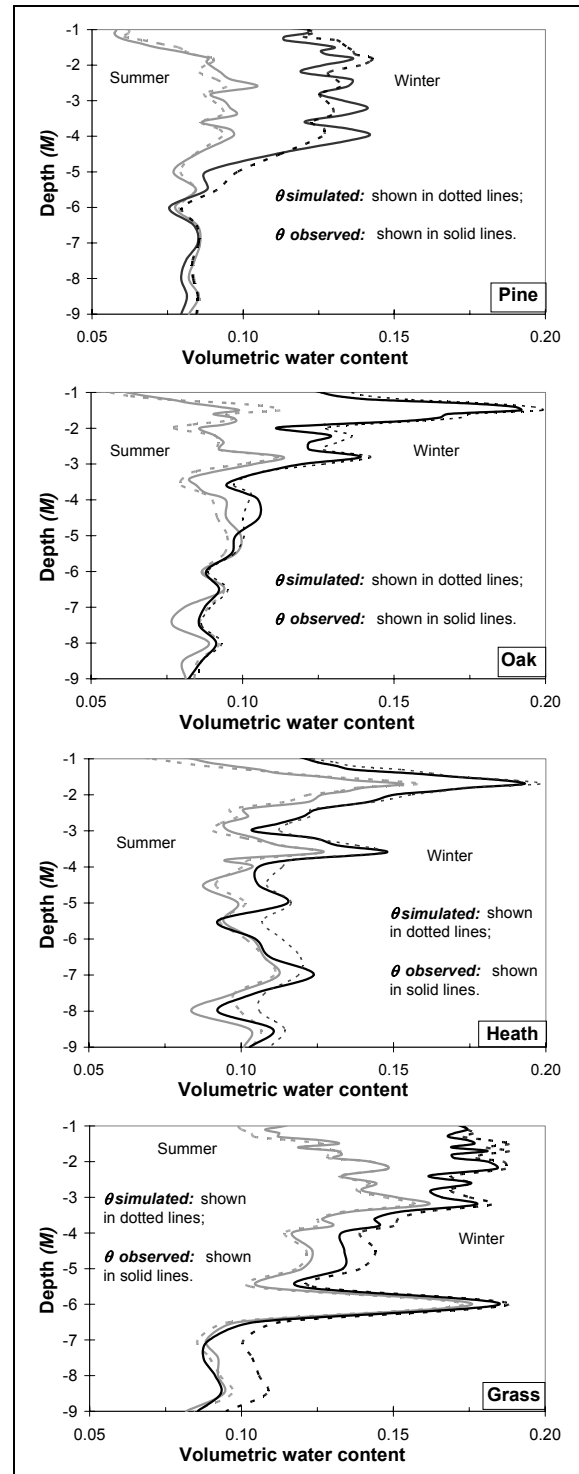 -1
Summer
Winter
-2
-3
-4
-5
-6
-7
-8
-9
Depth (M)
θ simulated: shown in dotted lines;
θ observed: shown in solid lines.
Pine
0.05 0.10 0.15 0.20
Volumetric water content
-1
-2
Summer
Winter
-3
-4
-5
-6
-7
-8
-9
Depth (M)
θ simulated: shown in dotted lines;
θ observed: shown in solid lines.
Oak
0.05 0.10 0.15 0.20
Volumetric water content
-1
-2
-3
Summer
Winter
-4
-5
-6
-7
-8
-9
Depth (M)
θ simulated: shown
in dotted lines;
θ observed: shown
in solid lines.
Heath
0.05 0.10 0.15 0.20
Volumetric water content
-1
Summer
-2
-3
θ simulated: shown
in dotted lines;
-4
Winter
θ observed: shown
in solid lines.
-5
-6
-7
-8
-9
Depth (M)
Grass
0.05 0.10 0.15 0.20
Volumetric water content